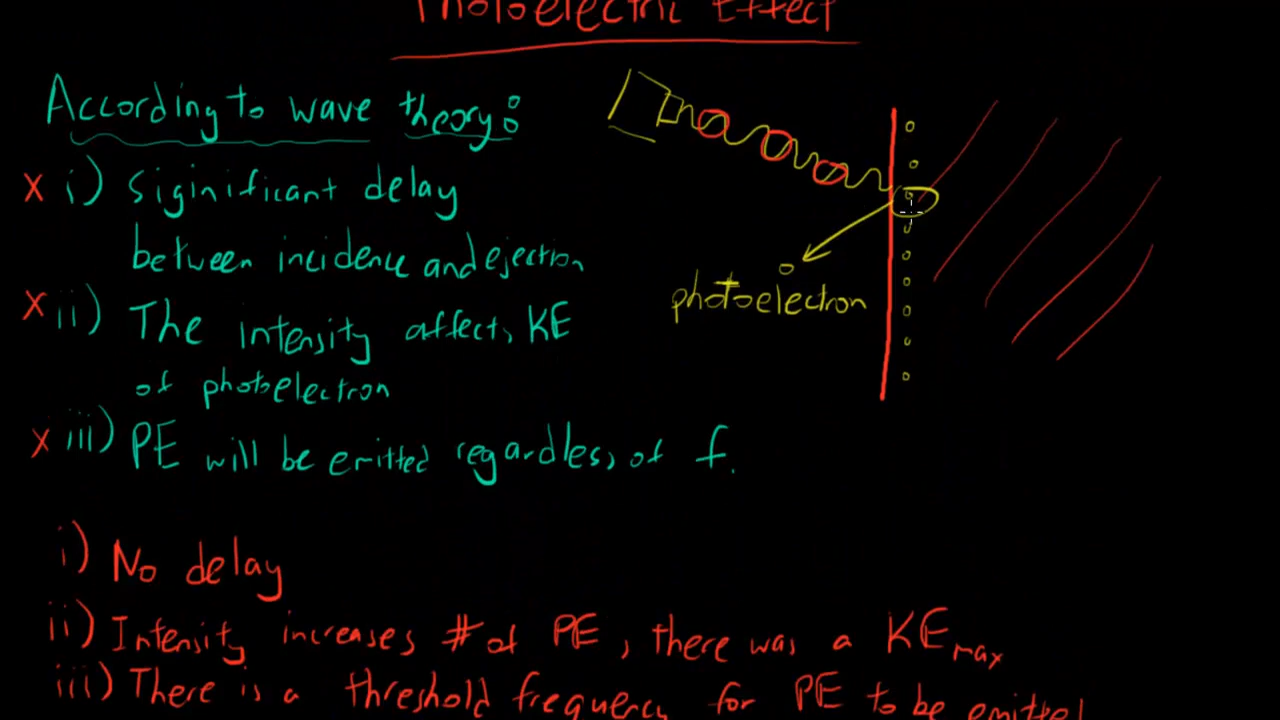 Photoelectric Effect
According to wave theory:
x i) Siginificant delay
between incidence and ejection
x ii) The intensity affects KE
of photoelectron
x iii) PE will be emitted regardless of f.
photoelectron
i) No delay
ii) Intensity increases # of PE, there was a KEmax
iii) There is a threshold frequency for PE to be emitted